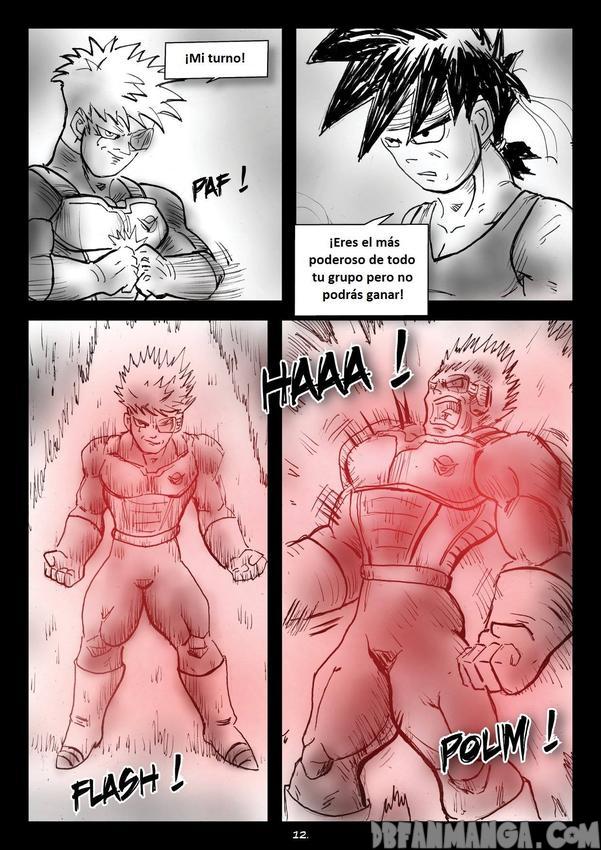 ¡Mi turno!
PAF !
¡Eres el más
poderoso de todo
tu grupo pero no
podrás ganar!
HAAA !
FLASH !
POUM !
12.
DBFANMANGA.COM